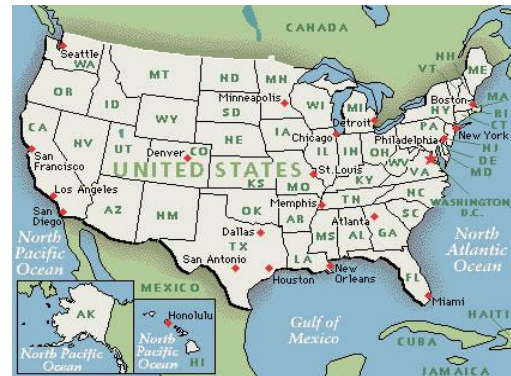 CANADA
Seattle
WA
MT
ND
MN
NH
VT
ME
OR
ID
SD
WI
MI
Minneapolis
Boston
MA
NY
RI
CT
WY
Detroit
CA
NV
UT
NE
IA
Chicago
PA
Philadelphia
New York
NJ
Denver
CO
IL
IN
OH
WV
DE
San
Francisco
UNITED STATES
St.Louis
VA
MD
KS
MO
KY
WASHINGTON
D.C.
Los Angeles
AZ
NM
OK
AR
Memphis
TN
NC
San
Diego
Dallas
MS
AL
Atlanta
GA
SC
North
Pacific
Ocean
TX
San Antonio
LA
North
Atlantic
Ocean
MEXICO
Houston
New
Orleans
FL
Miami
AK
North Pacific
Ocean
Honolulu
North
Pacific
Ocean
HI
Gulf of
Mexico
CUBA
HAITI
JAMAICA